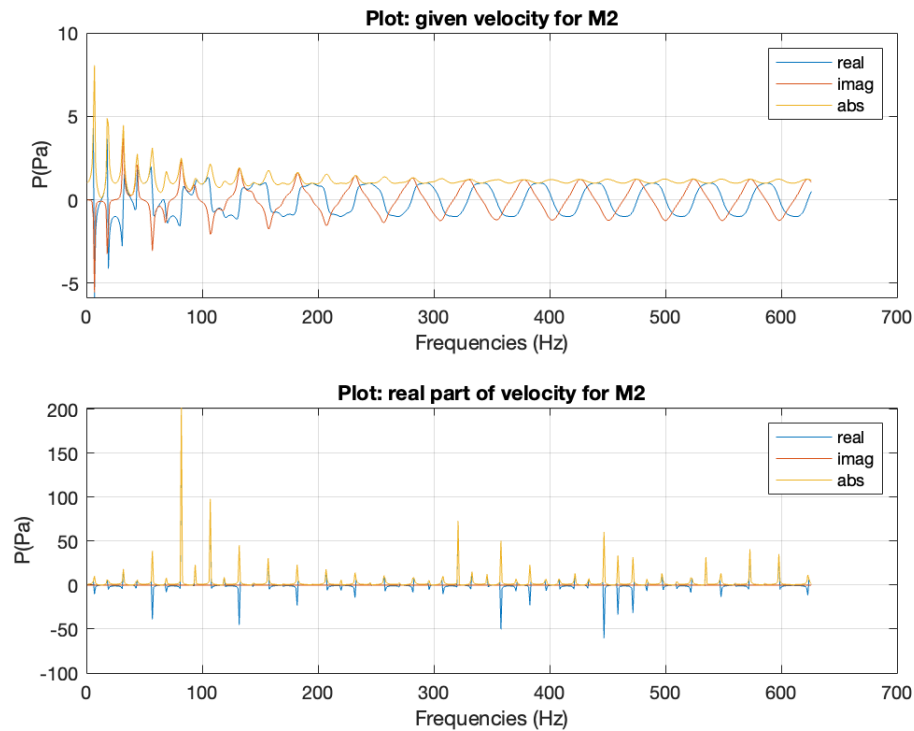 Plot: given velocity for M2
10
5
0
-5
P(Pa)
real
imag
abs
0 100 200 300 400 500 600 700
Frequencies (Hz)
Plot: real part of velocity for M2
200
150
100
50
0
-50
-100
P(Pa)
real
imag
abs
0 100 200 300 400 500 600 700
Frequencies (Hz)